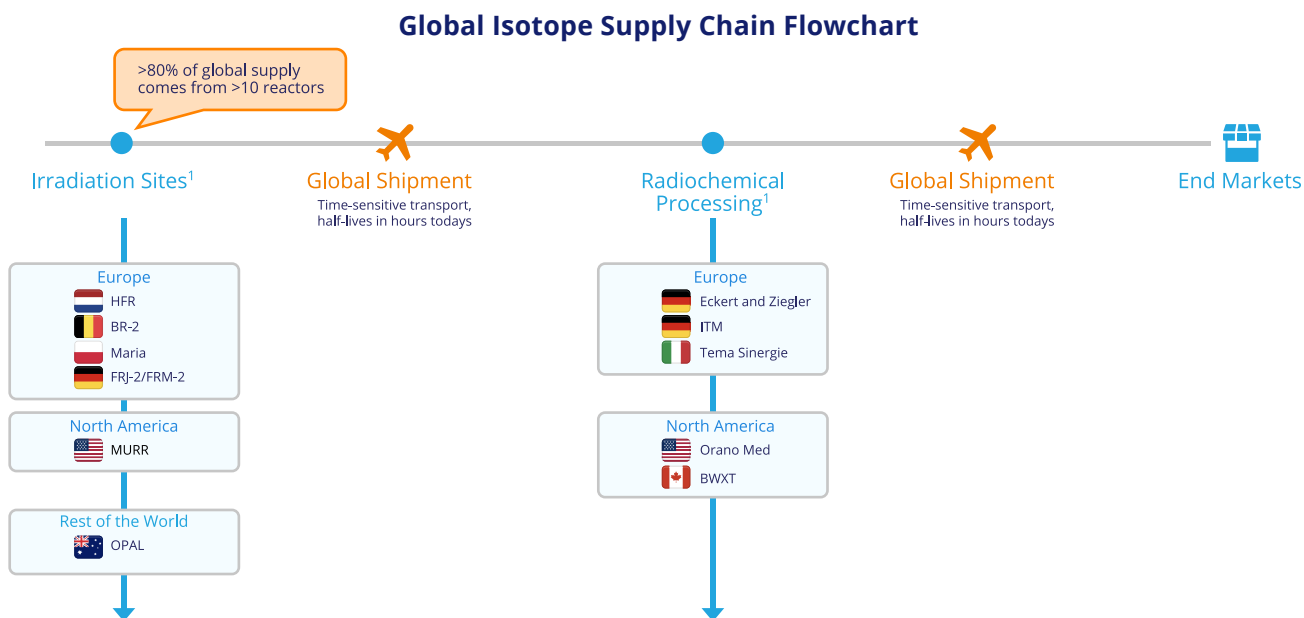 Global Isotope Supply Chain Flowchart
>80% of global supply
comes from >10 reactors
Irradiation Sites1
Global Shipment
Time-sensitive transport,
half-lives in hours todays
Radiochemical
Processing1
Global Shipment
Time-sensitive transport,
half-lives in hours todays
End Markets
Europe
HFR
BR-2
Maria
FRJ-2/FRM-2
North America
MURR
Rest of the World
OPAL
Europe
Eckert and Ziegler
ITM
Tema Sinergie
North America
Orano Med
BWXT